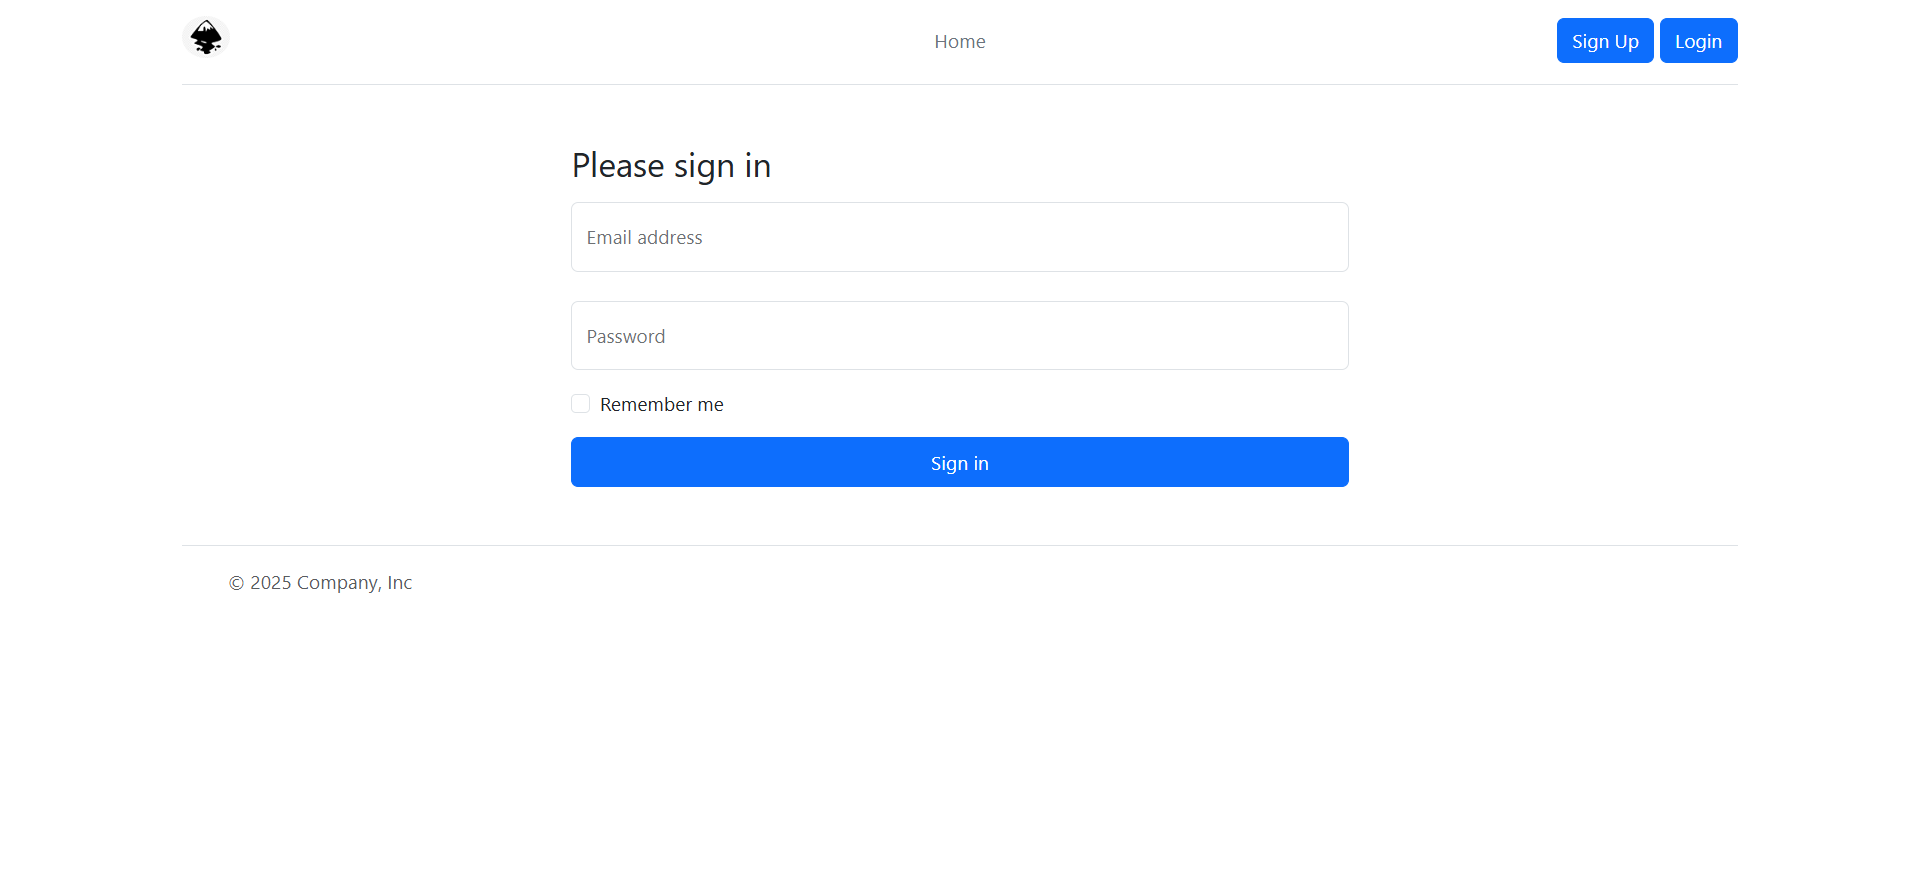 Home
Sign Up
Login
Please sign in
Email address
Password
Remember me
Sign in
© 2025 Company, Inc